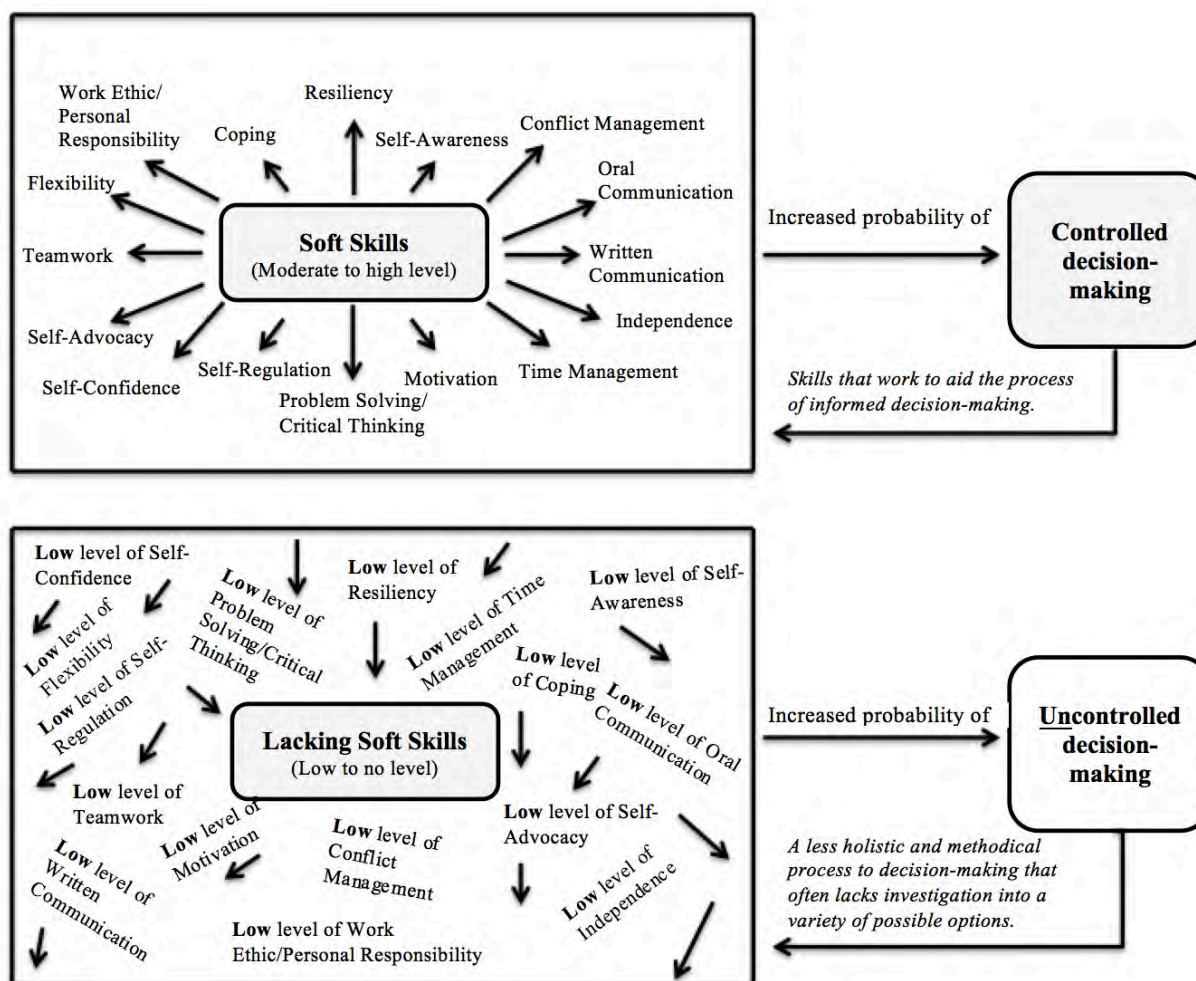 Work Ethic/
Personal
Responsibility
Coping
Resiliency
Self-Awareness
Conflict Management
Flexibility
Oral
Communication
Teamwork
Soft Skills
(Moderate to high level)
Written
Communication
Self-Advocacy
Independence
Self-Confidence
Self-Regulation
Problem Solving/
Critical Thinking
Motivation
Time Management
Increased probability of
Controlled
decision-
making
Skills that work to aid the process
of informed decision-making.
Low level of Self-
Confidence
Low level of
Flexibility
Low level of Self-
Regulation
Low level of
Problem
Solving/Critical
Thinking
Low level of
Resiliency
Low level of Time
Management
Low level of Self-
Awareness
Low level
of Coping
Low level of Oral
Communication
Lacking Soft Skills
(Low to no level)
Low level of
Teamwork
Low level of
Motivation
Low level of
Written
Communication
Low level of
Conflict
Management
Low level of Self-
Advocacy
Low level of
Independence
Low level of Work
Ethic/Personal Responsibility
Increased probability of
Uncontrolled
decision-
making
A less holistic and methodical
process to decision-making that
often lacks investigation into a
variety of possible options.